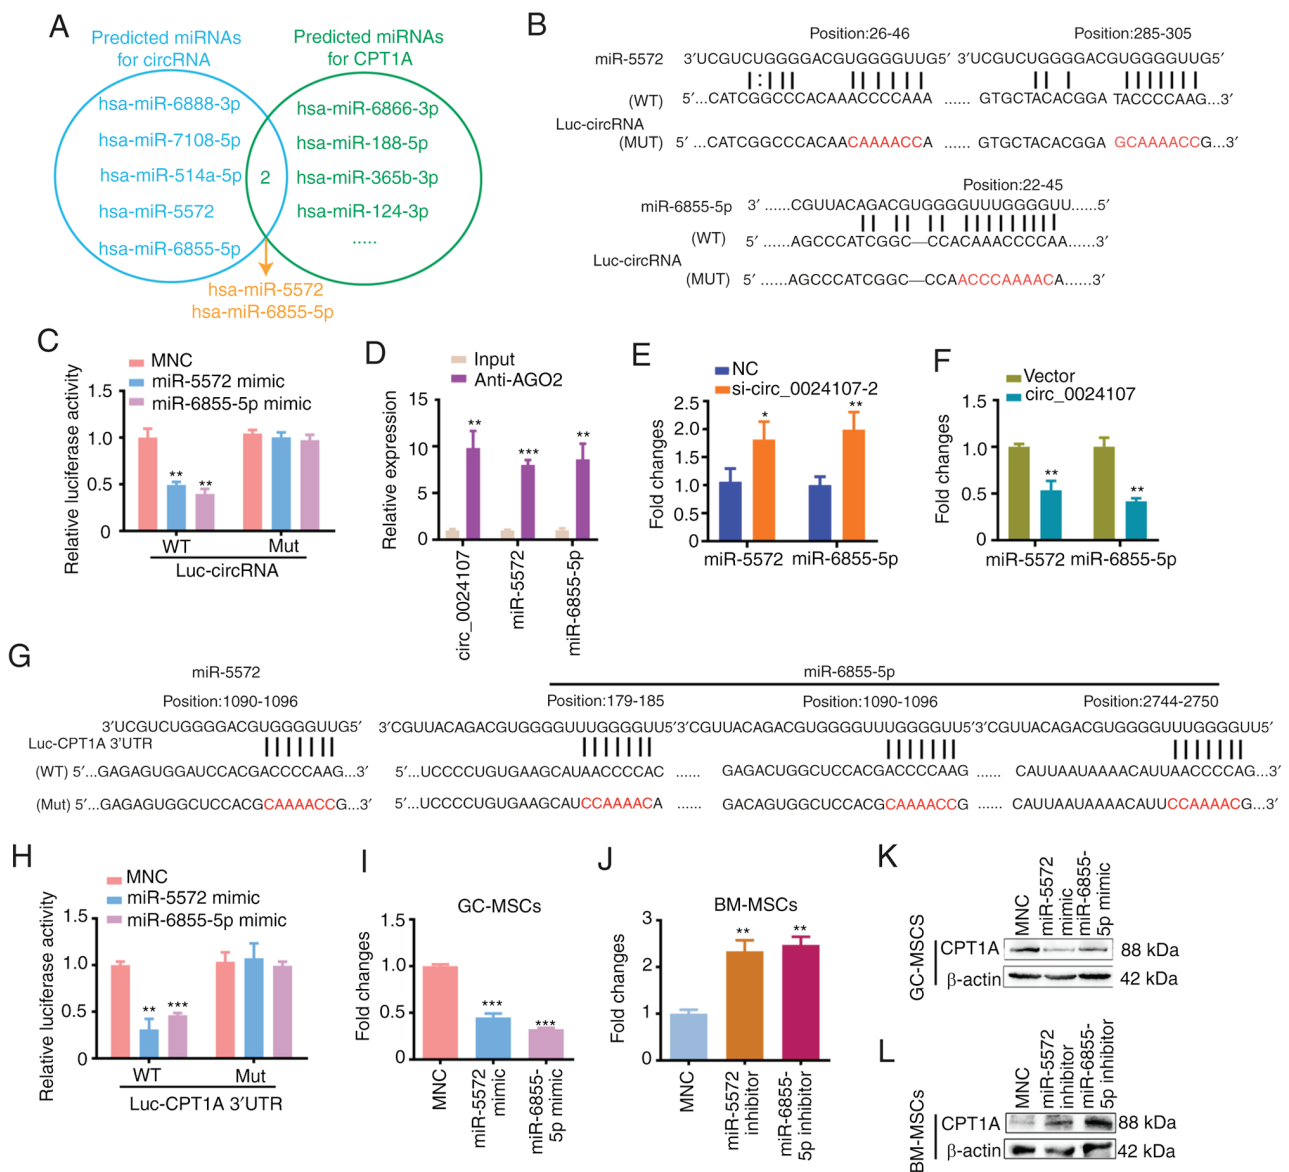 A
Predicted miRNAs
for circRNA
Predicted miRNAs
for CPT1A
hsa-miR-6888-3p
hsa-miR-7108-5p
hsa-miR-514a-5p
hsa-miR-5572
hsa-miR-6855-5p
2
hsa-miR-6866-3p
hsa-miR-188-5p
hsa-miR-365b-3p
hsa-miR-124-3p
.....
hsa-miR-5572
hsa-miR-6855-5p
B
Position:26-46
Position:285-305
miR-5572 3′UCGUCUGGGGACGUGGGGUUG5′ 3′UCGUCUGGGGACGUGGGGUUG5′
(WT) 5′...CATCGGCCCACAAACCCCAAA ...... GTGCTACACGGA TACCCCAAG...3′
Luc-circRNA
(MUT) 5′ ...CATCGGCCCACAACAAAACCA ...... GTGCTACACGGA GCAAAACCG...3′
Position:22-45
miR-6855-5p 3′ ......CGUUACAGACGUGGGGUUUGGGGUU......5′
(WT) 5′ ......AGCCCATCGGC—CCACAAACCCCAA......3′
Luc-circRNA
(MUT) 5′ ......AGCCCATCGGC—CCAACCCAAAACA......3′
C
MNC
miR-5572 mimic
miR-6855-5p mimic
Relative luciferase activity
1.5
1.0
0.5
0
** **
WT Mut
Luc-circRNA
D
Input
Anti-AGO2
Relative expression
15
10
5
0
** *** **
circ_0024107
miR-5572
miR-6855-5p
E
NC
si-circ_0024107-2
Fold changes
2.5
2.0
1.5
1.0
0.5
0
* **
miR-5572 miR-6855-5p
F
Vector
circ_0024107
Fold changes
1.5
1.0
0.5
0
** **
miR-5572 miR-6855-5p
G
miR-5572
miR-6855-5p
Position:1090-1096
Position:179-185
Position:1090-1096
Position:2744-2750
3′UCGUCUGGGGACGUGGGGUUG5′ 3′CGUUACAGACGUGGGGUUUGGGGUU5′3′CGUUACAGACGUGGGGUUUGGGGUU5′3′CGUUACAGACGUGGGGUUUGGGGUU5′
Luc-CPT1A 3′UTR
(WT) 5′...GAGAGUGGAUCCACGACCCCAAG...3′ 5′...UCCCCUGUGAAGCAUAACCCCAC ...... GAGACUGGCUCCACGACCCCAAG ...... CAUUAAUAAAACAUUAACCCCAG...3′
(Mut) 5′...GAGAGUGGCUCCACGCAAAACCG...3′ 5′...UCCCCUGUGAAGCAUCCAAAACA ...... GACAGUGGCUCCACGCAAAACCG ...... CAUUAAUAAAACAUUCCAAAACG...3′
H
MNC
miR-5572 mimic
miR-6855-5p mimic
Relative luciferase activity
1.5
1.0
0.5
0
** ***
WT Mut
Luc-CPT1A 3′UTR
I
GC-MSCs
Fold changes
1.5
1.0
0.5
0
*** ***
MNC
miR-5572
mimic
miR-6855-
5p mimic
J
BM-MSCs
Fold changes
3
2
1
0
** **
MNC
miR-5572
inhibitor
miR-6855-
5p inhibitor
K
MNC
miR-5572
mimic
miR-6855-
5p mimic
GC-MSCS
CPT1A 88 kDa
β-actin 42 kDa
L
MNC
miR-5572
inhibitor
miR-6855-
5p inhibitor
BM-MSCs
CPT1A 88 kDa
β-actin 42 kDa